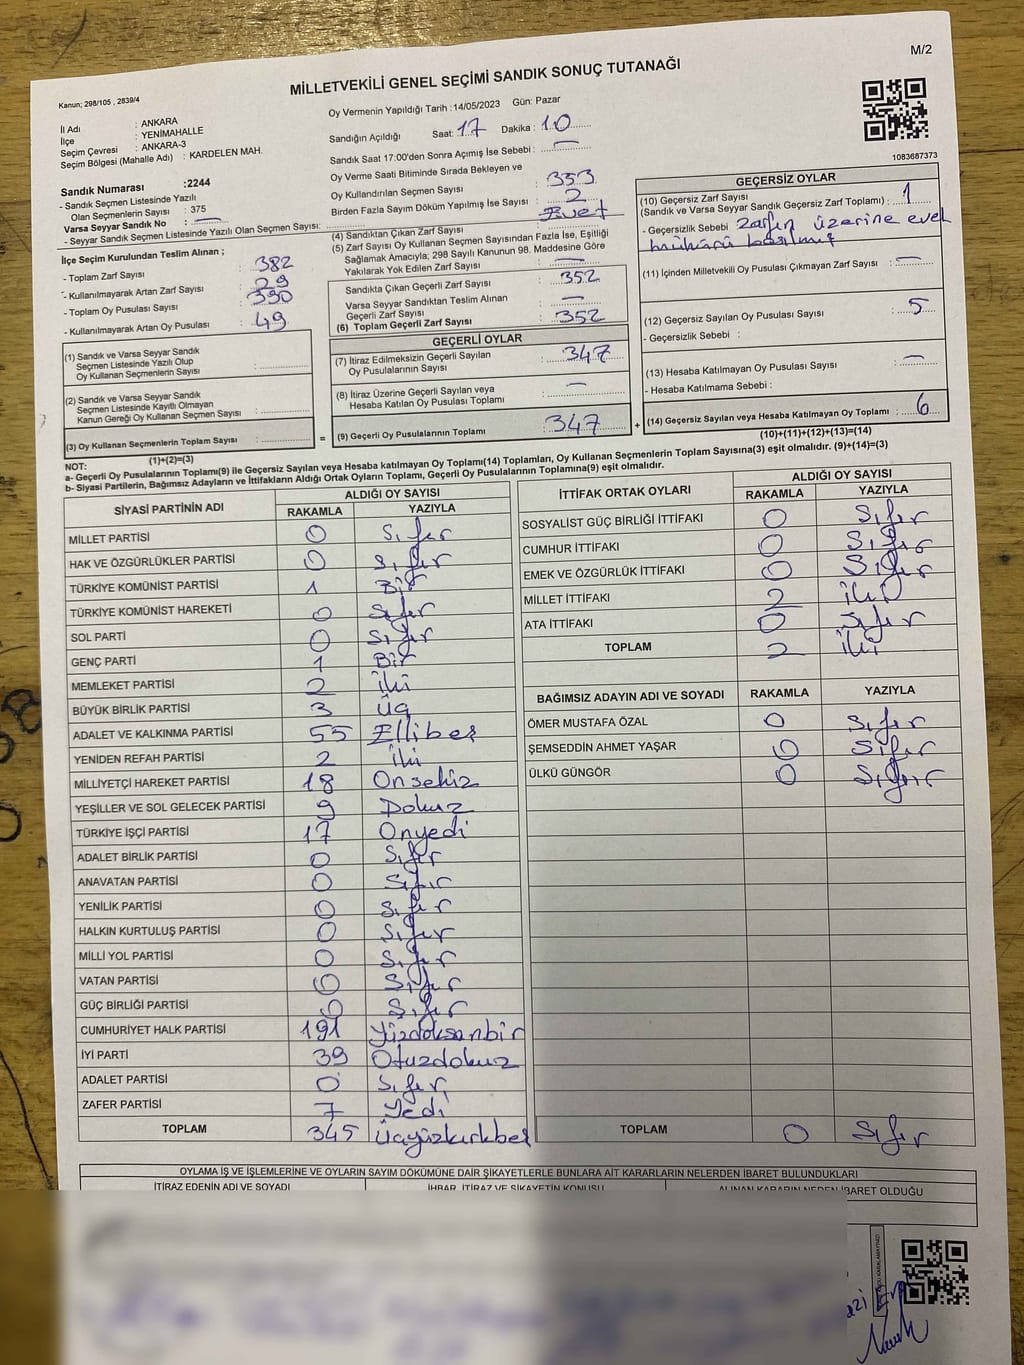 M/2
MİLLETVEKİLİ GENEL SEÇİMİ SANDIK SONUÇ TUTANAĞI
Kanun; 298/105 , 2839/4
İl Adı : ANKARA
İlçe : YENİMAHALLE
Seçim Çevresi : ANKARA-3
Seçim Bölgesi (Mahalle Adı) : KARDELEN MAH.
Sandık Numarası :2244
- Sandık Seçmen Listesinde Yazılı
Olan Seçmenlerin Sayısı : 375
Varsa Seyyar Sandık No : —
- Seyyar Sandık Seçmen Listesinde Yazılı Olan Seçmen Sayısı:
İlçe Seçim Kurulundan Teslim Alınan ;
- Toplam Zarf Sayısı : 382
- Kullanılmayarak Artan Zarf Sayısı : 29
- Toplam Oy Pusulası Sayısı : 390
- Kullanılmayarak Artan Oy Pusulası : 49
Oy Vermenin Yapıldığı Tarih :14/05/2023 Gün: Pazar
Sandığın Açıldığı Saat: 17 Dakika : 10
Sandık Saat 17:00'den Sonra Açımış İse Sebebi : —
Oy Verme Saati Bitiminde Sırada Bekleyen ve
Oy Kullandırılan Seçmen Sayısı : 353
Birden Fazla Sayım Döküm Yapılmış İse Sayısı : 2
(4) Sandıktan Çıkan Zarf Sayısı : Evet
(5) Zarf Sayısı Oy Kullanan Seçmen Sayısından Fazla İse, Eşitliği
Sağlamak Amacıyla; 298 Sayılı Kanunun 98. Maddesine Göre
Yakılarak Yok Edilen Zarf Sayısı : —
Sandıkta Çıkan Geçerli Zarf Sayısı : 352
Varsa Seyyar Sandıktan Teslim Alınan
Geçerli Zarf Sayısı : —
(6) Toplam Geçerli Zarf Sayısı : 352
GEÇERSİZ OYLAR
1083687373
(10) Geçersiz Zarf Sayısı
(Sandık ve Varsa Seyyar Sandık Geçersiz Zarf Toplamı) : 1
- Geçersizlik Sebebi : Zarfın üzerine evet
mührü basılmış
(11) İçinden Milletvekili Oy Pusulası Çıkmayan Zarf Sayısı : —
(12) Geçersiz Sayılan Oy Pusulası Sayısı : 5
- Geçersizlik Sebebi :
(13) Hesaba Katılmayan Oy Pusulası Sayısı : —
- Hesaba Katılmama Sebebi :
(14) Geçersiz Sayılan veya Hesaba Katılmayan Oy Toplamı : 6
(10)+(11)+(12)+(13)=(14)
(1) Sandık ve Varsa Seyyar Sandık
Seçmen Listesinde Yazılı Olup
Oy Kullanan Seçmenlerin Sayısı :
(2) Sandık ve Varsa Seyyar Sandık
Seçmen Listesinde Kayıtlı Olmayan
Kanun Gereği Oy Kullanan Seçmen Sayısı :
(3) Oy Kullanan Seçmenlerin Toplam Sayısı : =
(1)+(2)=(3)
GEÇERLİ OYLAR
(7) İtiraz Edilmeksizin Geçerli Sayılan
Oy Pusulalarının Sayısı : 347
(8) İtiraz Üzerine Geçerli Sayılan veya
Hesaba Katılan Oy Pusulası Toplamı : —
(9) Geçerli Oy Pusulalarının Toplamı : 347 +
NOT:
a- Geçerli Oy Pusulalarının Toplamı(9) ile Geçersiz Sayılan veya Hesaba katılmayan Oy Toplamı(14) Toplamları, Oy Kullanan Seçmenlerin Toplam Sayısına(3) eşit olmalıdır. (9)+(14)=(3)
b- Siyasi Partilerin, Bağımsız Adayların ve İttifakların Aldığı Ortak Oyların Toplamı, Geçerli Oy Pusulalarının Toplamına(9) eşit olmalıdır.
SİYASİ PARTİNİN ADI ALDIĞI OY SAYISI
RAKAMLA YAZIYLA
MİLLET PARTİSİ 0 Sıfır
HAK VE ÖZGÜRLÜKLER PARTİSİ 0 Sıfır
TÜRKİYE KOMÜNİST PARTİSİ 1 Bir
TÜRKİYE KOMÜNİST HAREKETİ 0 Sıfır
SOL PARTİ 0 Sıfır
GENÇ PARTİ 1 Bir
MEMLEKET PARTİSİ 2 İki
BÜYÜK BİRLİK PARTİSİ 3 Üç
ADALET VE KALKINMA PARTİSİ 55 Ellibeş
YENİDEN REFAH PARTİSİ 2 İki
MİLLİYETÇİ HAREKET PARTİSİ 18 Onsekiz
YEŞİLLER VE SOL GELECEK PARTİSİ 9 Dokuz
TÜRKİYE İŞÇİ PARTİSİ 17 Onyedi
ADALET BİRLİK PARTİSİ 0 Sıfır
ANAVATAN PARTİSİ 0 Sıfır
YENİLİK PARTİSİ 0 Sıfır
HALKIN KURTULUŞ PARTİSİ 0 Sıfır
MİLLİ YOL PARTİSİ 0 Sıfır
VATAN PARTİSİ 0 Sıfır
GÜÇ BİRLİĞİ PARTİSİ 0 Sıfır
CUMHURİYET HALK PARTİSİ 191 Yüzdoksanbir
İYİ PARTİ 39 Otuzdokuz
ADALET PARTİSİ 0 Sıfır
ZAFER PARTİSİ 7 Yedi
TOPLAM 345 Üçyüzkırkbeş
İTTİFAK ORTAK OYLARI ALDIĞI OY SAYISI
RAKAMLA YAZIYLA
SOSYALİST GÜÇ BİRLİĞİ İTTİFAKI 0 Sıfır
CUMHUR İTTİFAKI 0 Sıfır
EMEK VE ÖZGÜRLÜK İTTİFAKI 0 Sıfır
MİLLET İTTİFAKI 2 İki
ATA İTTİFAKI 0 Sıfır
TOPLAM 2 İki
BAĞIMSIZ ADAYIN ADI VE SOYADI RAKAMLA YAZIYLA
ÖMER MUSTAFA ÖZAL 0 Sıfır
ŞEMSEDDİN AHMET YAŞAR 0 Sıfır
ÜLKÜ GÜNGÖR 0 Sıfır
TOPLAM 0 Sıfır
OYLAMA İŞ VE İŞLEMLERİNE VE OYLARIN SAYIM DÖKÜMÜNE DAİR ŞİKAYETLERLE BUNLARA AİT KARARLARIN NELERDEN İBARET BULUNDUKLARI
İTİRAZ EDENİN ADI VE SOYADI İHBAR, İTİRAZ VE ŞİKAYETİN KONUSU ALINAN KARARIN NEDEN İBARET OLDUĞU